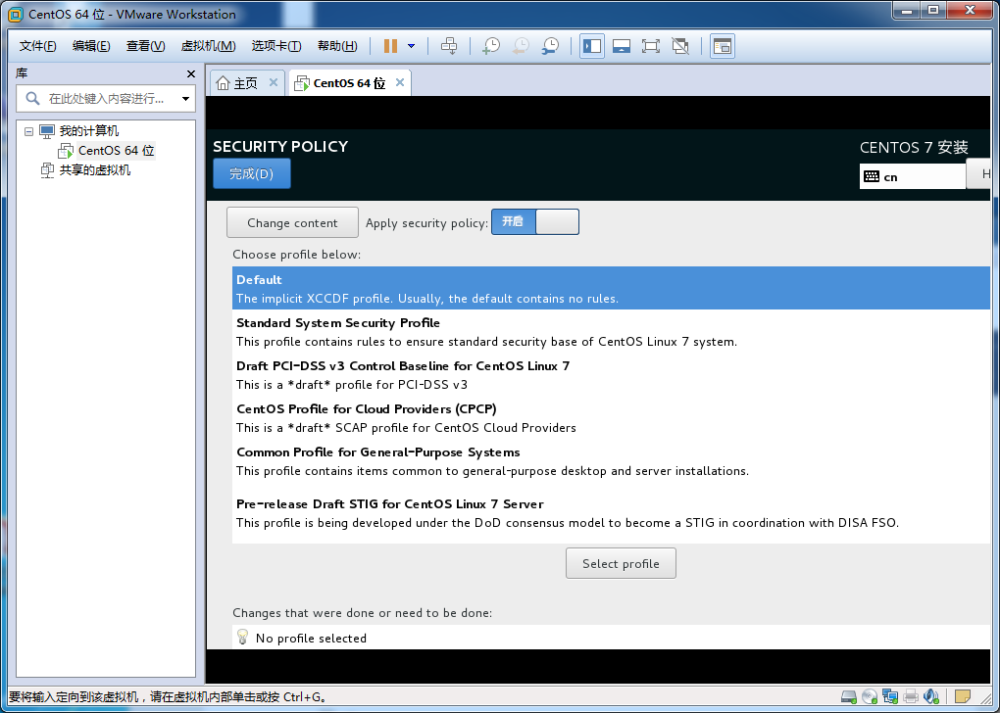 CentOS 64 位 - VMware Workstation
文件(F) 编辑(E) 查看(V) 虚拟机(M) 选项卡(T) 帮助(H)
库
在此处键入内容进行...
我的计算机
CentOS 64 位
共享的虚拟机
主页 CentOS 64 位
SECURITY POLICY
完成(D)
CENTOS 7 安装
cn
H
Change content Apply security policy: 开启
Choose profile below:
Default
The implicit XCCDF profile. Usually, the default contains no rules.
Standard System Security Profile
This profile contains rules to ensure standard security base of CentOS Linux 7 system.
Draft PCI-DSS v3 Control Baseline for CentOS Linux 7
This is a *draft* profile for PCI-DSS v3
CentOS Profile for Cloud Providers (CPCP)
This is a *draft* SCAP profile for CentOS Cloud Providers
Common Profile for General-Purpose Systems
This profile contains items common to general-purpose desktop and server installations.
Pre-release Draft STIG for CentOS Linux 7 Server
This profile is being developed under the DoD consensus model to become a STIG in coordination with DISA FSO.
Select profile
Changes that were done or need to be done:
No profile selected
要将输入定向到该虚拟机，请在虚拟机内部单击或按 Ctrl+G。